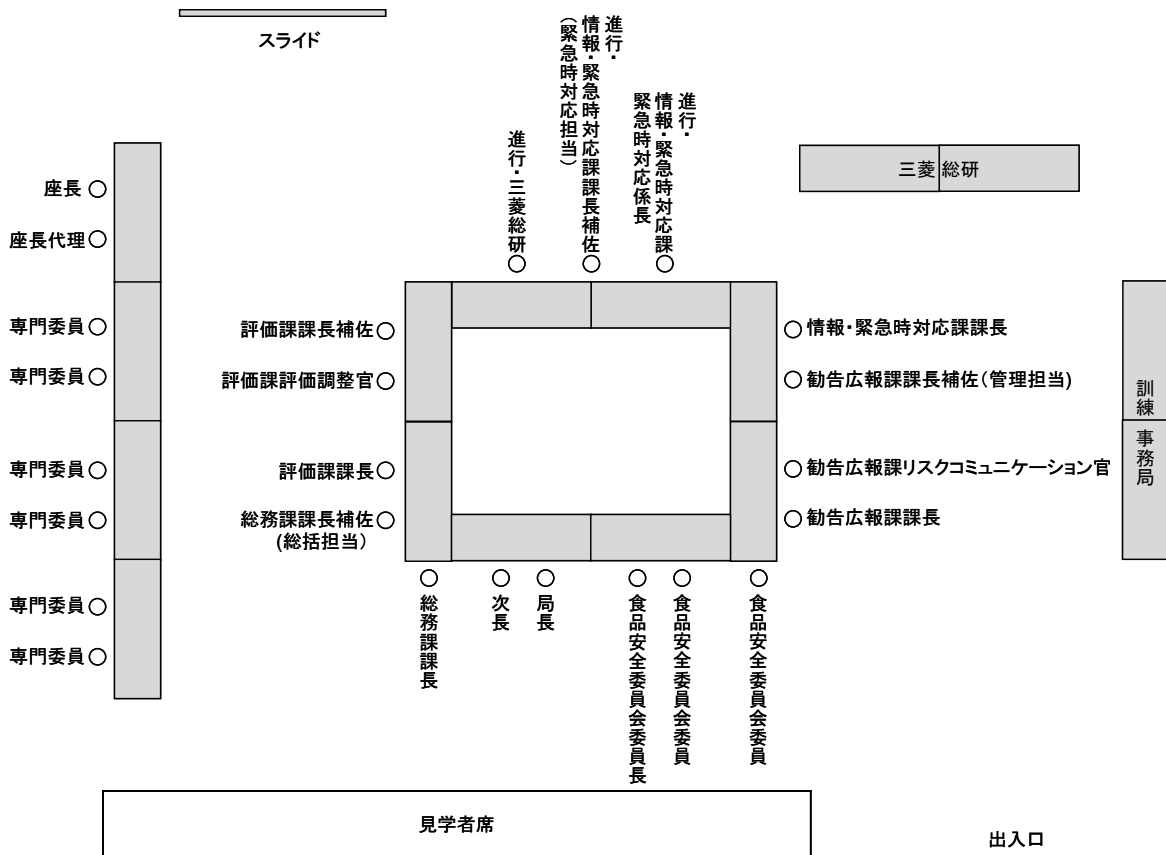 スライド
進行・
情報・緊急時対応課課長補佐
（緊急時対応担当）
進行・
情報・緊急時対応課
緊急時対応係長
進行・三菱総研
三菱総研
座長
座長代理
専門委員
専門委員
専門委員
専門委員
専門委員
専門委員
評価課課長補佐
評価課評価調整官
評価課課長
総務課課長補佐
(総括担当）
情報・緊急時対応課課長
勧告広報課課長補佐（管理担当)
勧告広報課リスクコミュニケーション官
勧告広報課課長
訓練事務局
総務課課長
次長
局長
食品安全委員会委員長
食品安全委員会委員
食品安全委員会委員
見学者席
出入口